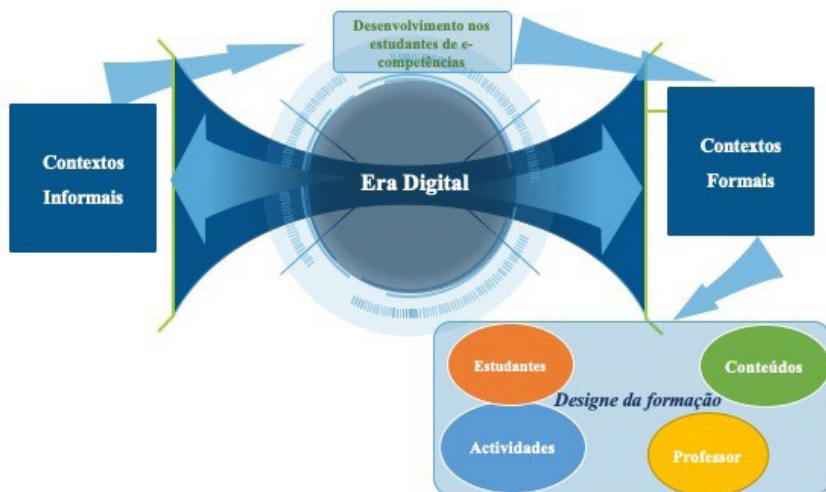 Desenvolvimento nos
estudantes de e-
competências
Contextos
Informais
Era Digital
Contextos
Formais
Estudantes
Conteúdos
Designe da formação
Actividades
Professor